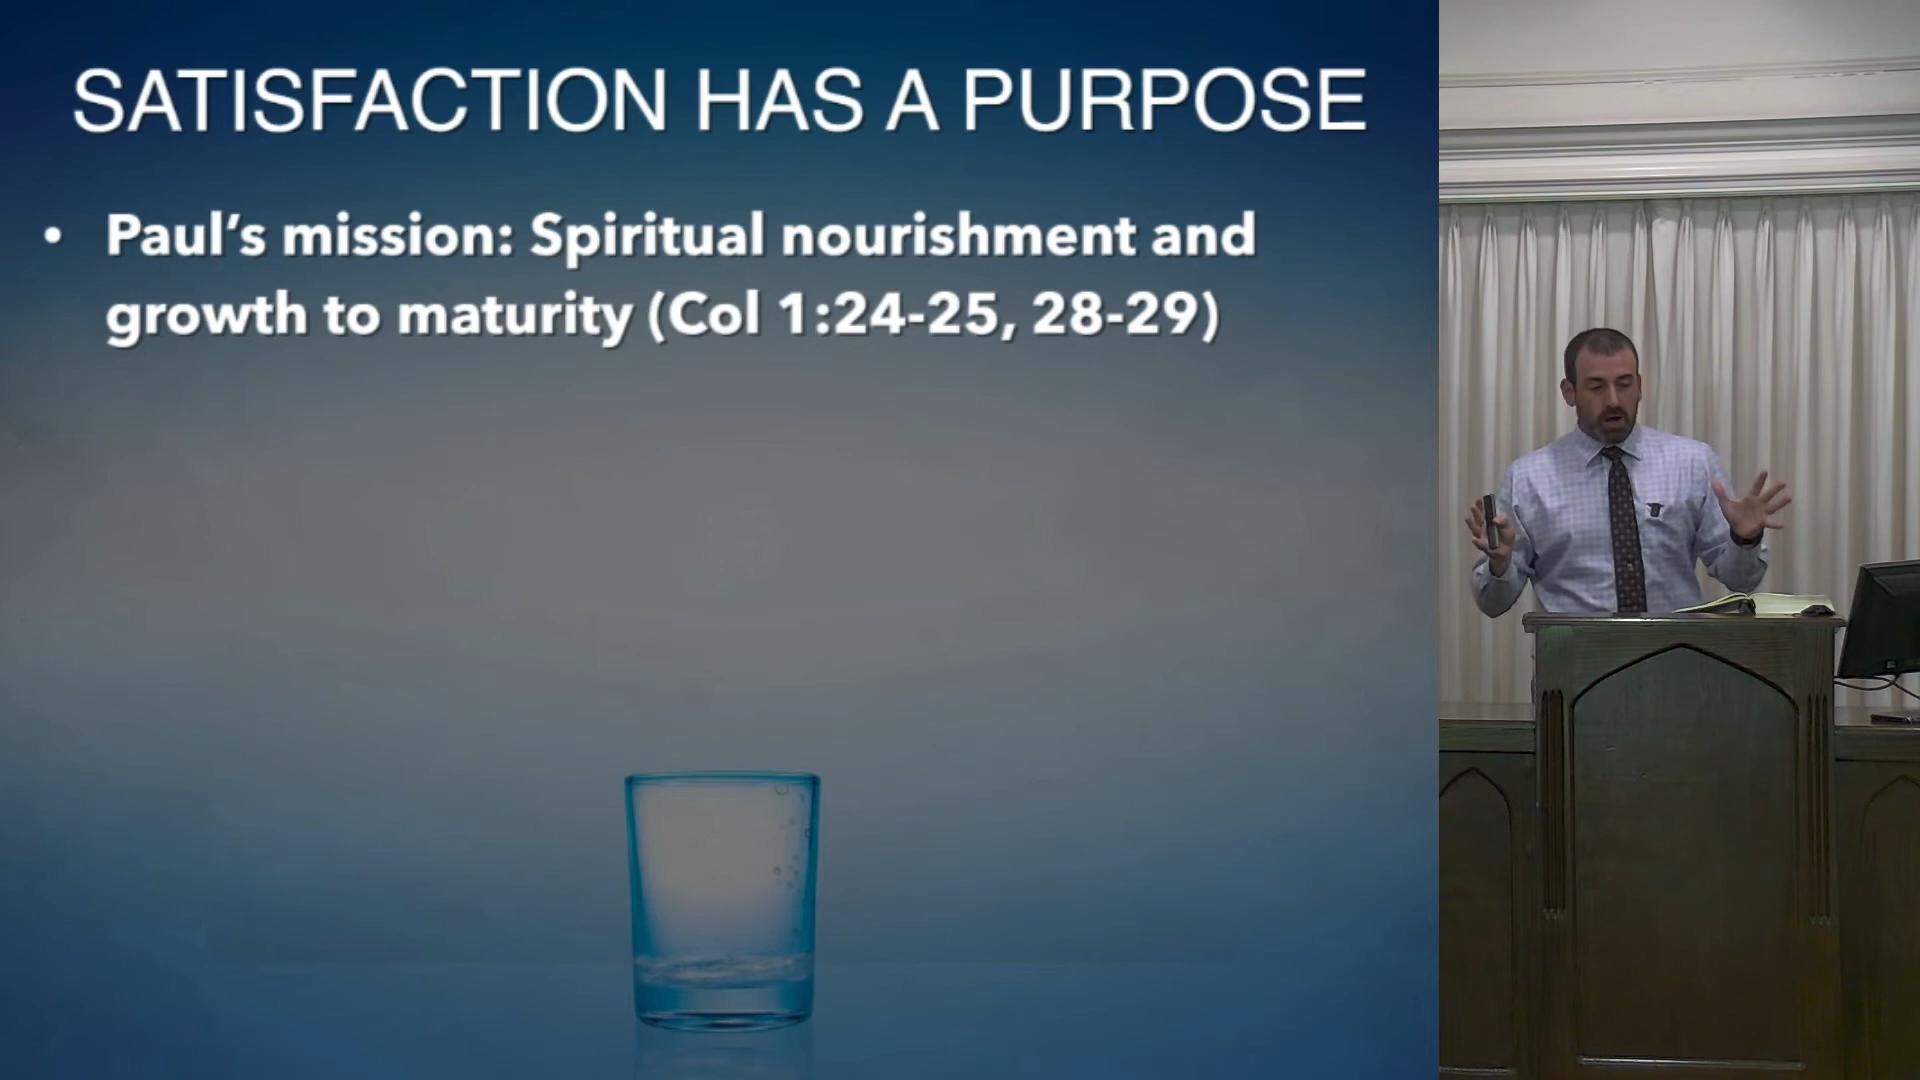 SATISFACTION HAS A PURPOSE
• Paul’s mission: Spiritual nourishment and
growth to maturity (Col 1:24-25, 28-29)